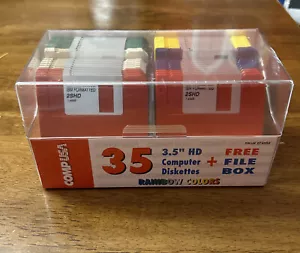 IBM FORMATTED
2SHD
IBM FORMATTED
2SHD
COMPUSA
35
3.5" HD
Computer
Diskettes
+
FREE
FILE
BOX
RAINBOW COLORS